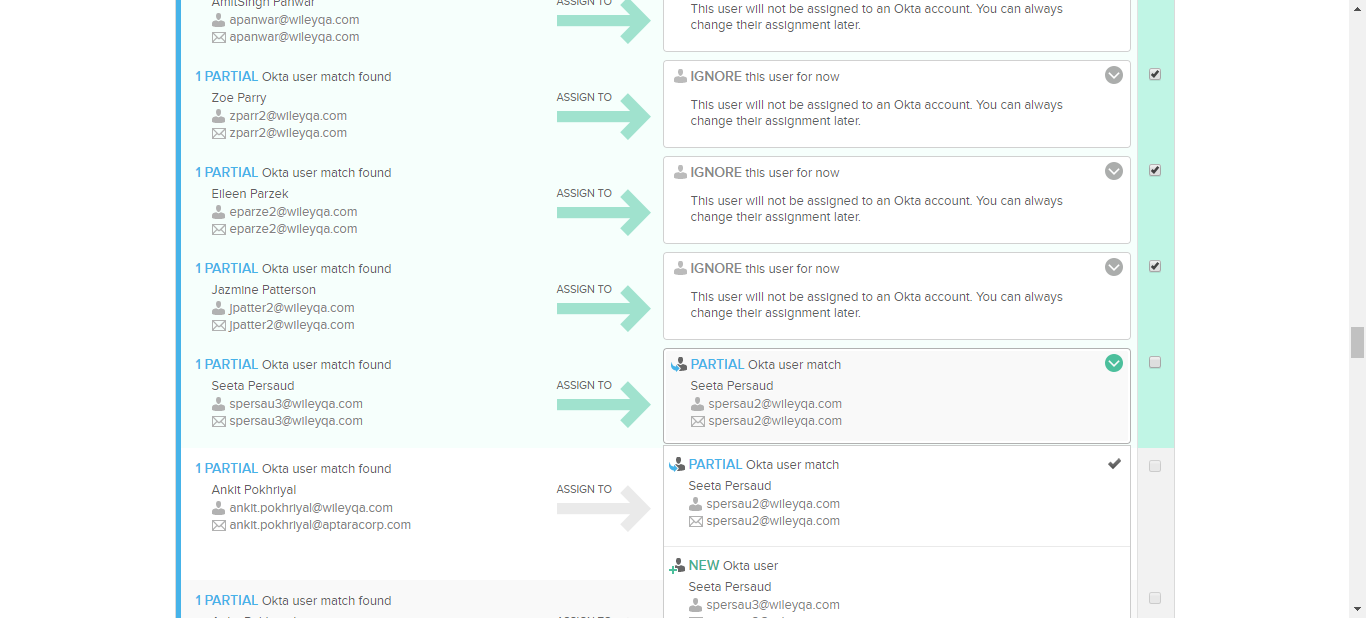 AmitSingh Panwar
apanwar@wileyqa.com
apanwar@wileyqa.com
ASSIGN TO
This user will not be assigned to an Okta account. You can always
change their assignment later.
1 PARTIAL Okta user match found
Zoe Parry
zparr2@wileyqa.com
zparr2@wileyqa.com
ASSIGN TO
IGNORE this user for now
This user will not be assigned to an Okta account. You can always
change their assignment later.
1 PARTIAL Okta user match found
Eileen Parzek
eparze2@wileyqa.com
eparze2@wileyqa.com
ASSIGN TO
IGNORE this user for now
This user will not be assigned to an Okta account. You can always
change their assignment later.
1 PARTIAL Okta user match found
Jazmine Patterson
jpatter2@wileyqa.com
jpatter2@wileyqa.com
ASSIGN TO
IGNORE this user for now
This user will not be assigned to an Okta account. You can always
change their assignment later.
1 PARTIAL Okta user match found
Seeta Persaud
spersau3@wileyqa.com
spersau3@wileyqa.com
ASSIGN TO
PARTIAL Okta user match
Seeta Persaud
spersau2@wileyqa.com
spersau2@wileyqa.com
1 PARTIAL Okta user match found
Ankit Pokhriyal
ankit.pokhriyal@wileyqa.com
ankit.pokhriyal@aptaracorp.com
ASSIGN TO
PARTIAL Okta user match
Seeta Persaud
spersau2@wileyqa.com
spersau2@wileyqa.com
NEW Okta user
Seeta Persaud
spersau3@wileyqa.com
1 PARTIAL Okta user match found